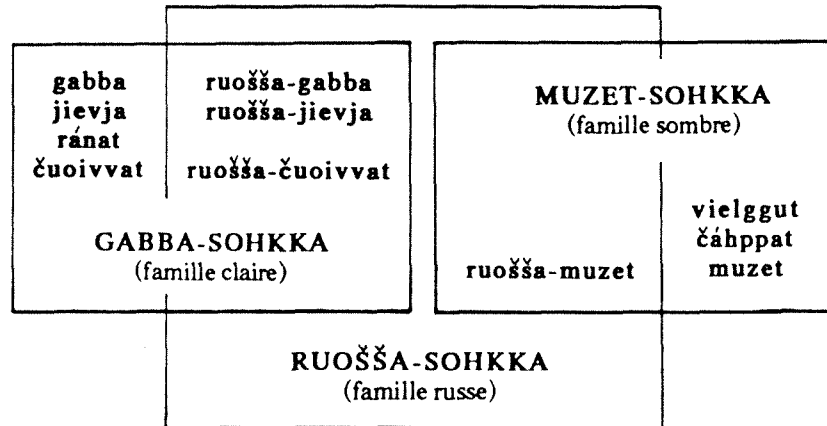 gabba ruošša-gabba
jievja ruošša-jievja
ránat
čuoivvat ruošša-čuoivvat
GABBA-SOHKKA
(famille claire)
MUZET-SOHKKA
(famille sombre)
vielggut
čáhppat
ruošša-muzet muzet
RUOŠŠA-SOHKKA
(famille russe)